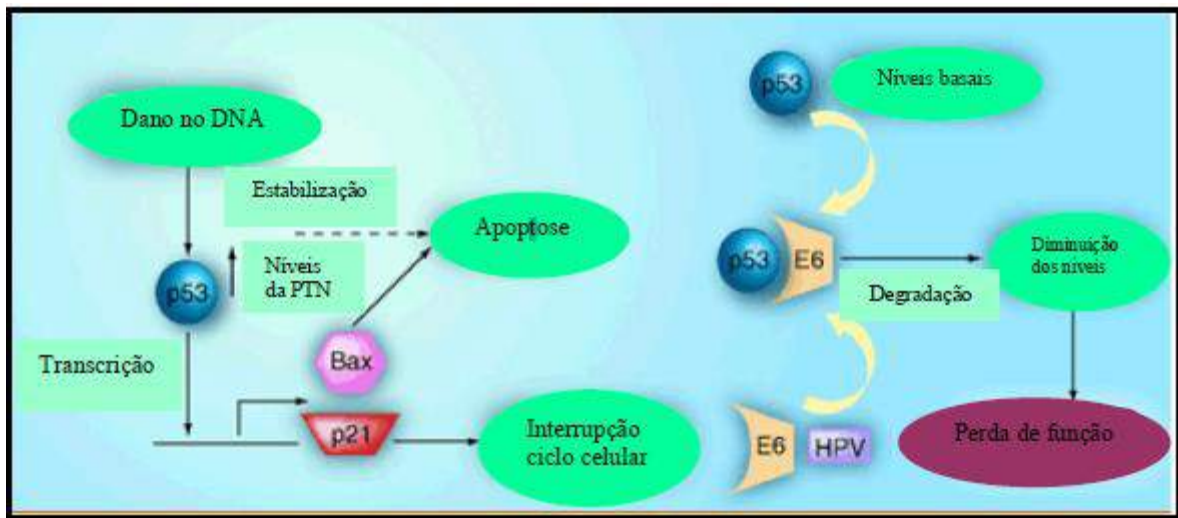 Dano no DNA
Estabilização
p53
Níveis
da PTN
Apoptose
Transcrição
Bax
p21
Interrupção
ciclo celular
p53
Níveis basais
p53
E6
Degradação
Diminuição
dos níveis
E6
HPV
Perda de função